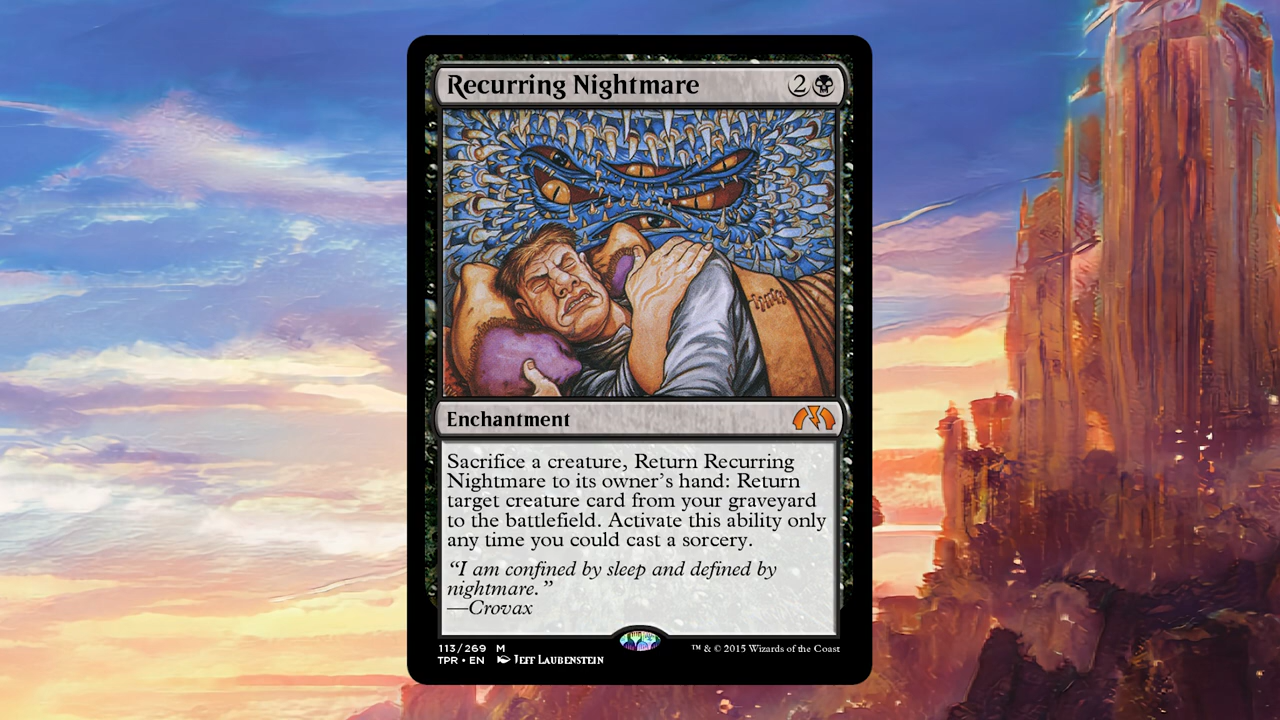 Recurring Nightmare 2
Enchantment
Sacrifice a creature, Return Recurring
Nightmare to its owner's hand: Return
target creature card from your graveyard
to the battlefield. Activate this ability only
any time you could cast a sorcery.
“I am confined by sleep and defined by
nightmare.”
—Crovax
113/269 M
TPR • EN Jeff Laubenstein
™ & © 2015 Wizards of the Coast